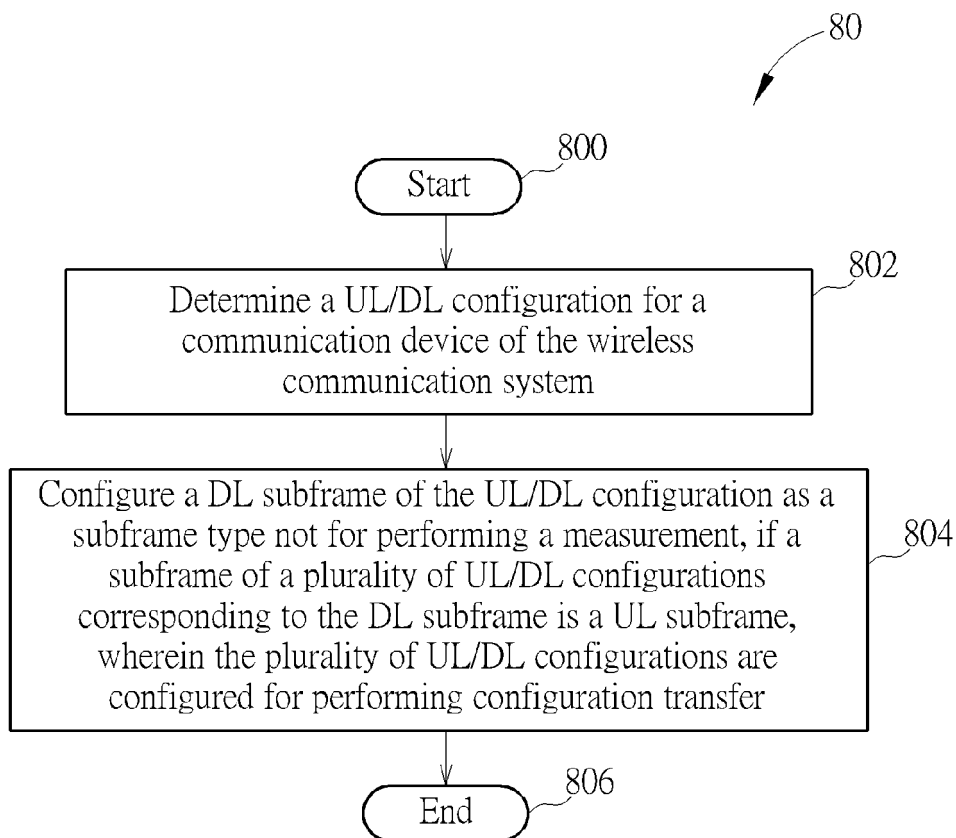 80
800
Start
802
Determine a UL/DL configuration for a
communication device of the wireless
communication system
Configure a DL subframe of the UL/DL configuration as a
subframe type not for performing a measurement, if a
subframe of a plurality of UL/DL configurations
corresponding to the DL subframe is a UL subframe,
wherein the plurality of UL/DL configurations are
configured for performing configuration transfer
804
End
806